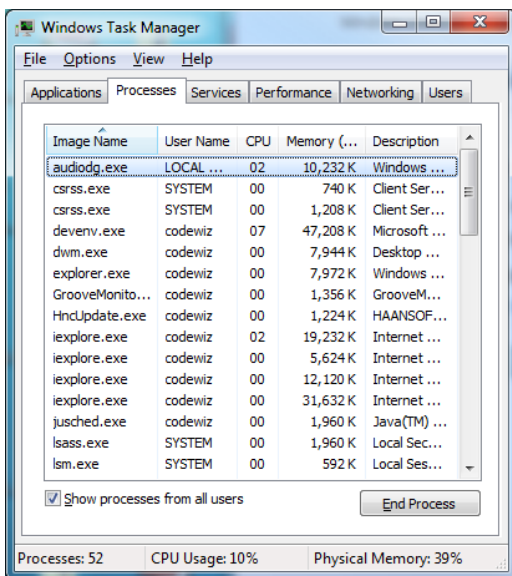 Windows Task Manager
File Options View Help
Applications Processes Services Performance Networking Users
Image Name User Name CPU Memory (... Description
audiodg.exe LOCAL ... 02 10,232 K Windows ...
csrss.exe SYSTEM 00 740 K Client Ser...
csrss.exe SYSTEM 00 1,208 K Client Ser...
devenv.exe codewiz 07 47,208 K Microsoft ...
dwm.exe codewiz 00 7,944 K Desktop ...
explorer.exe codewiz 00 7,972 K Windows ...
GrooveMonito... codewiz 00 1,356 K GrooveM...
HncUpdate.exe codewiz 00 1,224 K HAANSOF...
iexplore.exe codewiz 02 19,232 K Internet ...
iexplore.exe codewiz 00 5,624 K Internet ...
iexplore.exe codewiz 00 12,120 K Internet ...
iexplore.exe codewiz 00 31,632 K Internet ...
jusched.exe codewiz 00 1,960 K Java(TM) ...
lsass.exe SYSTEM 00 1,960 K Local Sec...
lsm.exe SYSTEM 00 592 K Local Ses...
Show processes from all users End Process
Processes: 52 CPU Usage: 10% Physical Memory: 39%